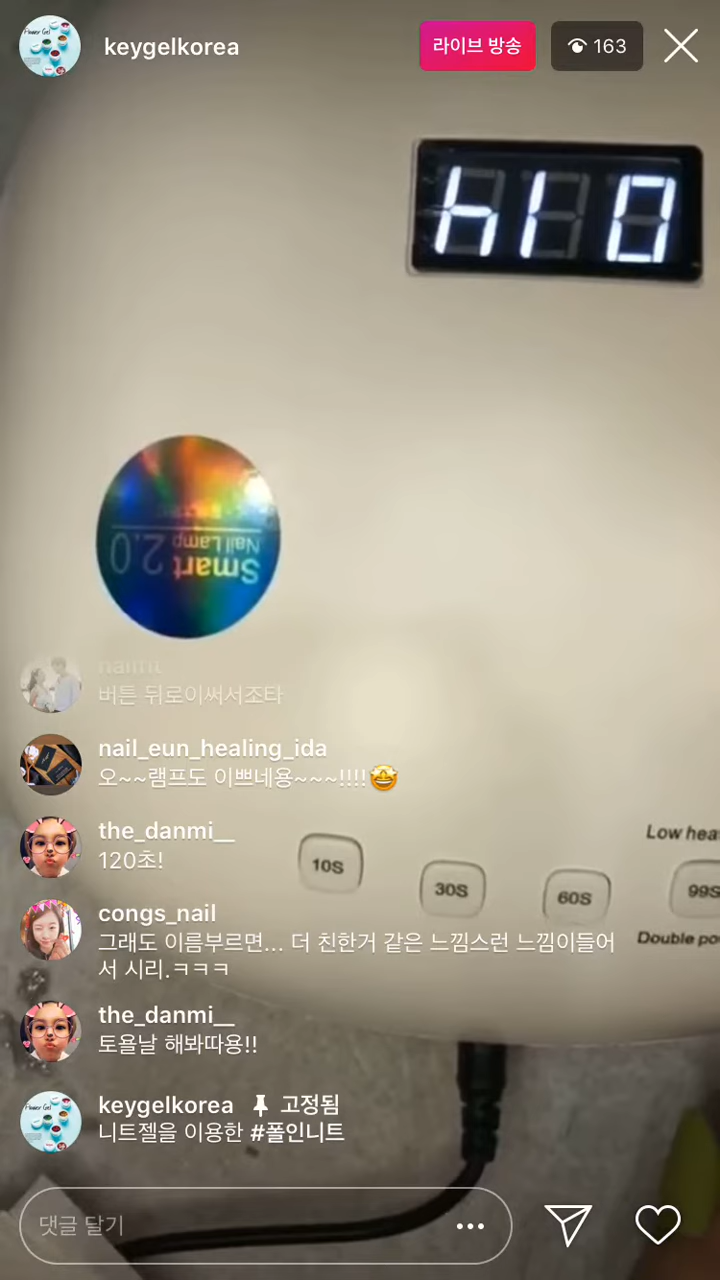 keygelkorea
라이브 방송
163
hl 0
Smart 2.0
Nail Lamp
버튼 뒤로이써서조타
nail_eun_healing_ida
오~~램프도 이쁘네용~~~!!!!🤩
the_danmi__
120초!
congs_nail
그래도 이름부르면... 더 친한거 같은 느낌스런 느낌이들어
서 시리.ㅋㅋㅋ
the_danmi__
토욜날 해봐따용!!
keygelkorea 고정됨
니트젤을 이용한 #폴인니트
10S
30S
60S
99S
Low hea
Double po
댓글 달기